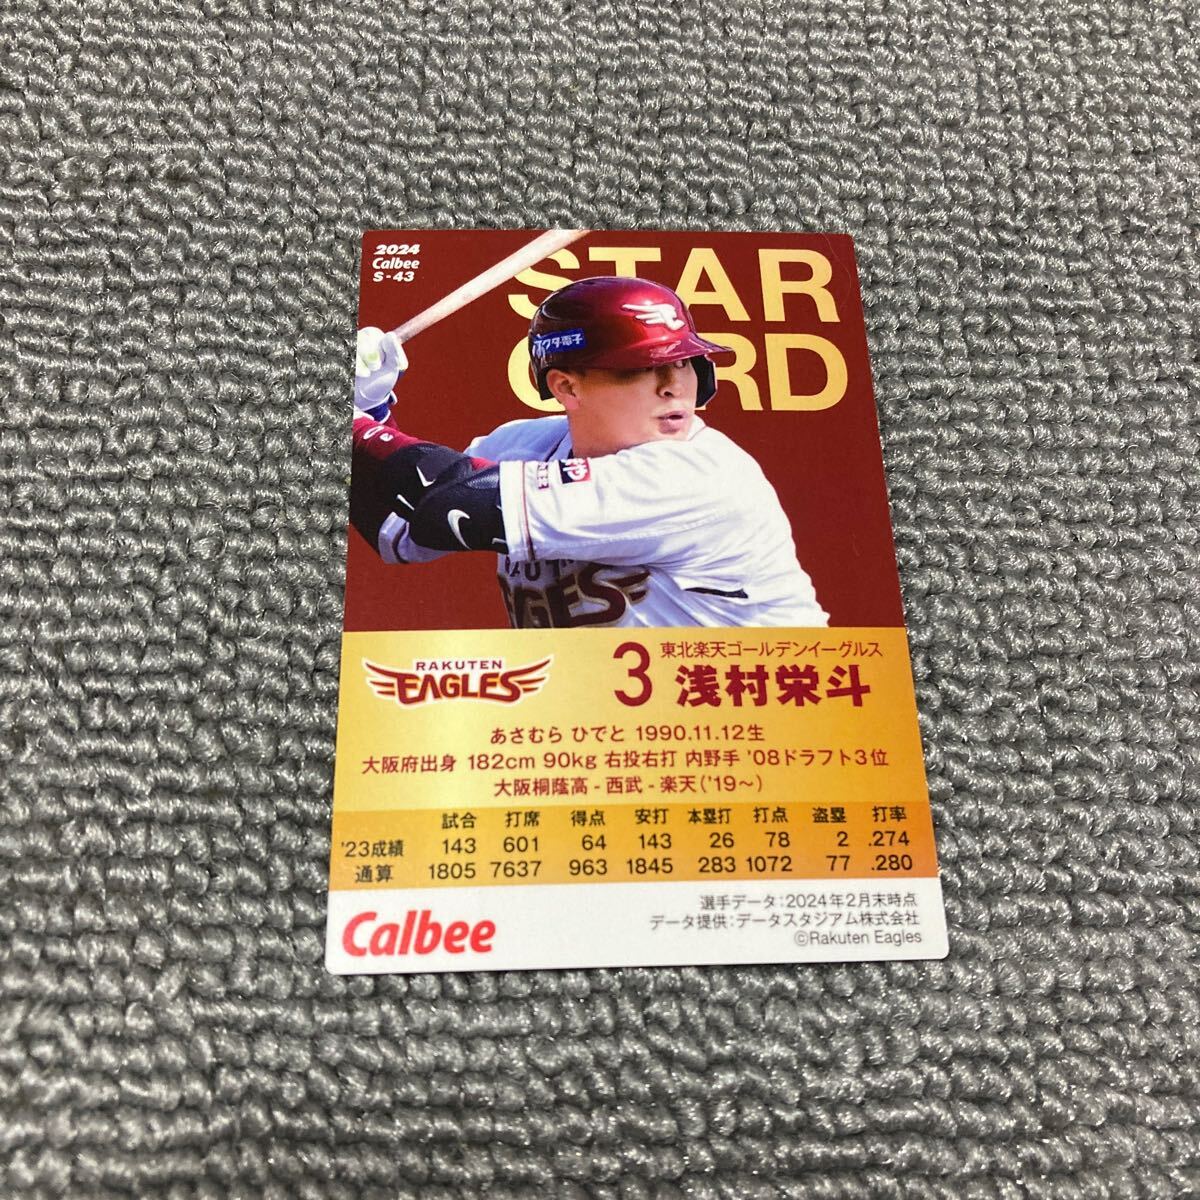 2024
Calbee
S-43
STAR
CARD
フタ電子
EAGLES
RAKUTEN
EAGLES
3
東北楽天ゴールデンイーグルス
浅村栄斗
あさむら ひでと 1990.11.12生
大阪府出身 182cm 90kg 右投右打 内野手 '08ドラフト3位
大阪桐蔭高 - 西武 - 楽天('19〜)
試合 打席 得点 安打 本塁打 打点 盗塁 打率
'23成績 143 601 64 143 26 78 2 .274
通算 1805 7637 963 1845 283 1072 77 .280
Calbee
選手データ:2024年2月末時点
データ提供:データスタジアム株式会社
©Rakuten Eagles